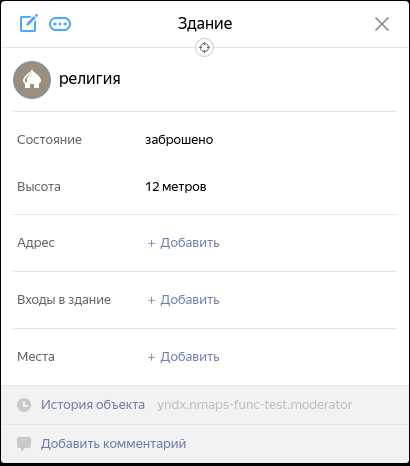 Здание
религия
Состояние заброшено
Высота 12 метров
Адрес + Добавить
Входы в здание + Добавить
Места + Добавить
История объекта yndx.nmaps-func-test.moderator
Добавить комментарий